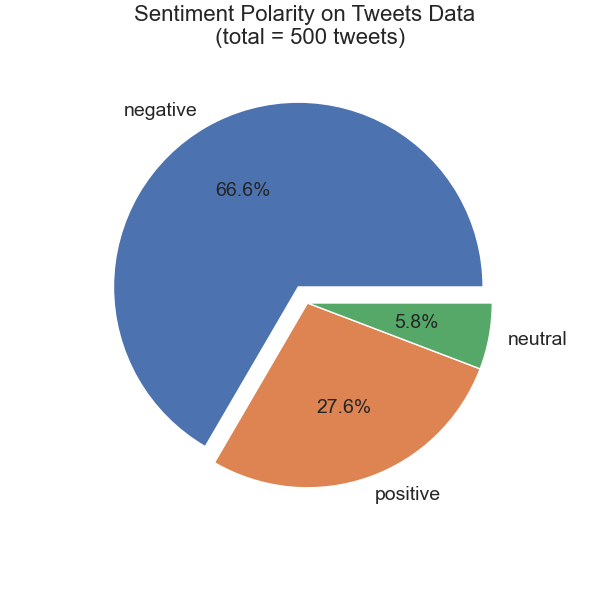 Sentiment Polarity on Tweets Data
(total = 500 tweets)
negative
66.6%
5.8%
neutral
27.6%
positive